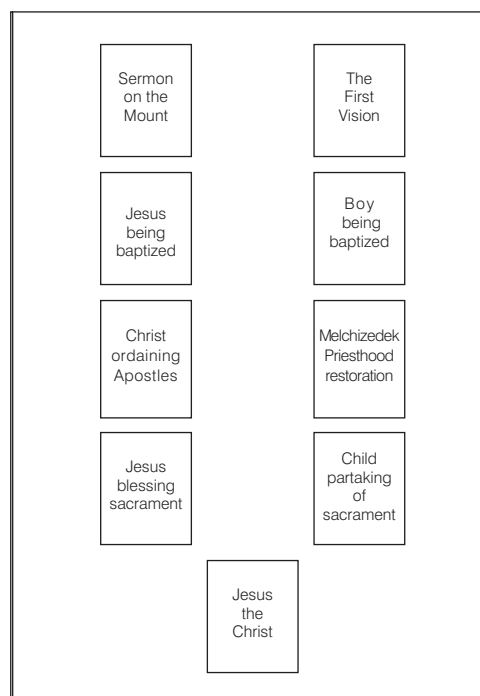 Sermon
on the
Mount
The
First
Vision
Jesus
being
baptized
Boy
being
baptized
Christ
ordaining
Apostles
Melchizedek
Priesthood
restoration
Jesus
blessing
sacrament
Child
partaking
of
sacrament
Jesus
the
Christ